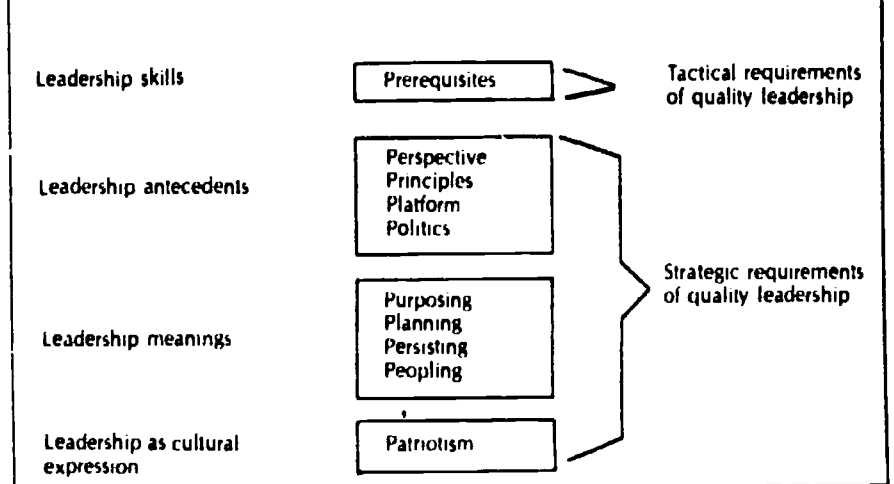 Leadership skills
Prerequisites
Tactical requirements
of quality leadership
Leadership antecedents
Perspective
Principles
Platform
Politics
Strategic requirements
of quality leadership
Leadership meanings
Purposing
Planning
Persisting
Peopling
Leadership as cultural
expression
Patriotism